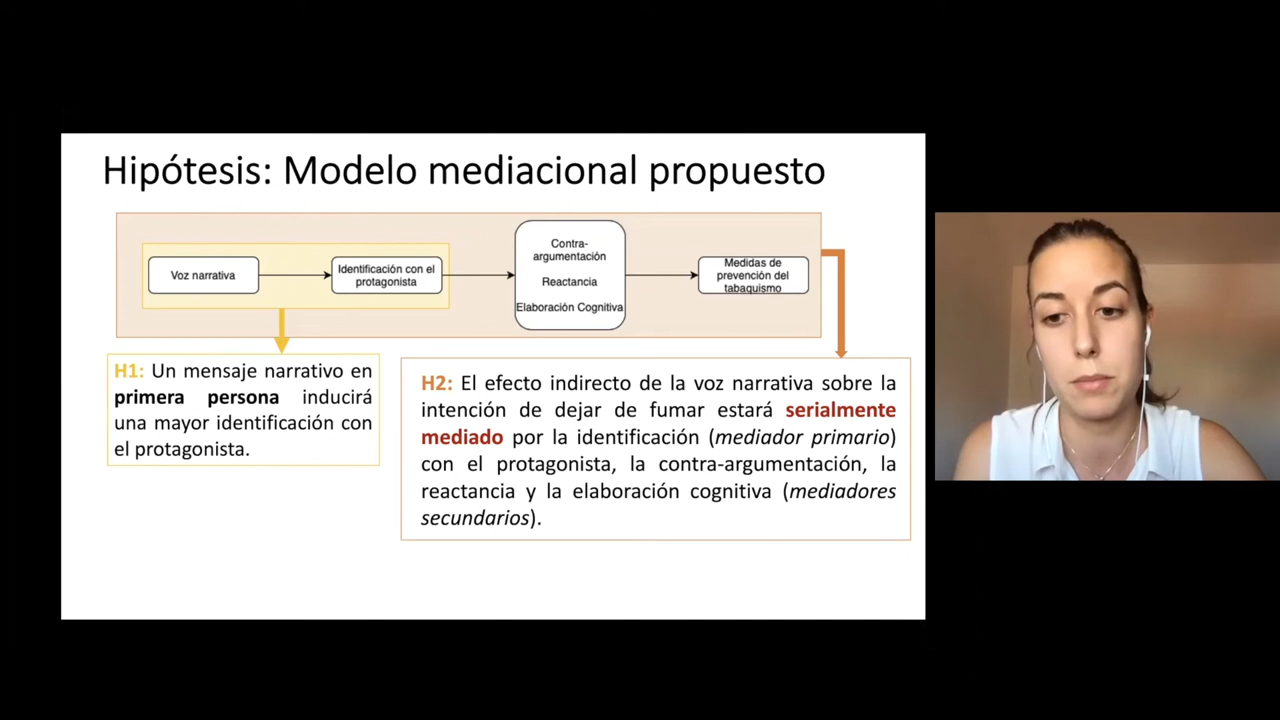 Hipótesis: Modelo mediacional propuesto
Voz narrativa
Identificación con el
protagonista
Contra-
argumentación
Reactancia
Elaboración Cognitiva
Medidas de
prevención del
tabaquismo
H1: Un mensaje narrativo en
primera persona inducirá
una mayor identificación con
el protagonista.
H2: El efecto indirecto de la voz narrativa sobre la
intención de dejar de fumar estará serialmente
mediado por la identificación (mediador primario)
con el protagonista, la contra-argumentación, la
reactancia y la elaboración cognitiva (mediadores
secundarios).